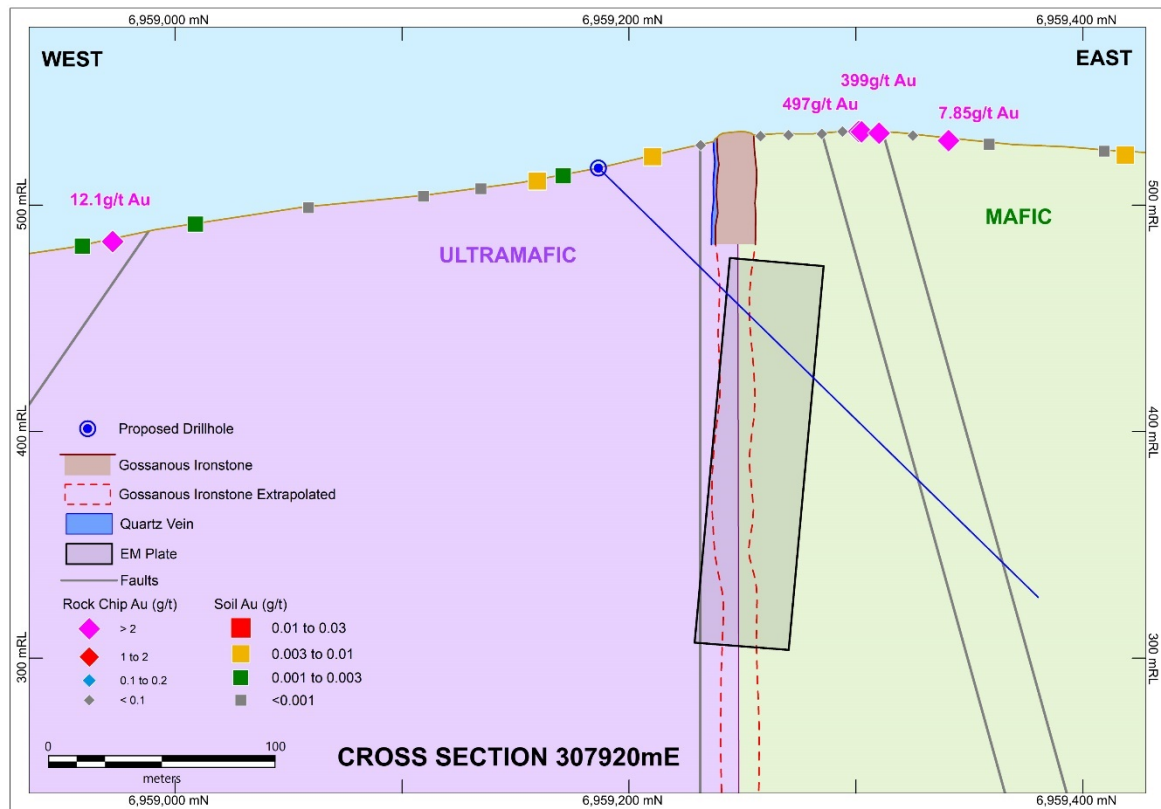 6,959,000 mN
6,959,200 mN
6,959,400 mN
WEST
EAST
399g/t Au
497g/t Au
7.85g/t Au
12.1g/t Au
500 mRL
500 mRL
ULTRAMAFIC
MAFIC
400 mRL
400 mRL
Proposed Drillhole
Gossanous Ironstone
Gossanous Ironstone Extrapolated
Quartz Vein
EM Plate
Faults
Rock Chip Au (g/t)
Soil Au (g/t)
> 2
0.01 to 0.03
1 to 2
0.003 to 0.01
0.1 to 0.2
0.001 to 0.003
< 0.1
<0.001
300 mRL
300 mRL
0
100
meters
CROSS SECTION 307920mE
6,959,000 mN
6,959,200 mN
6,959,400 mN